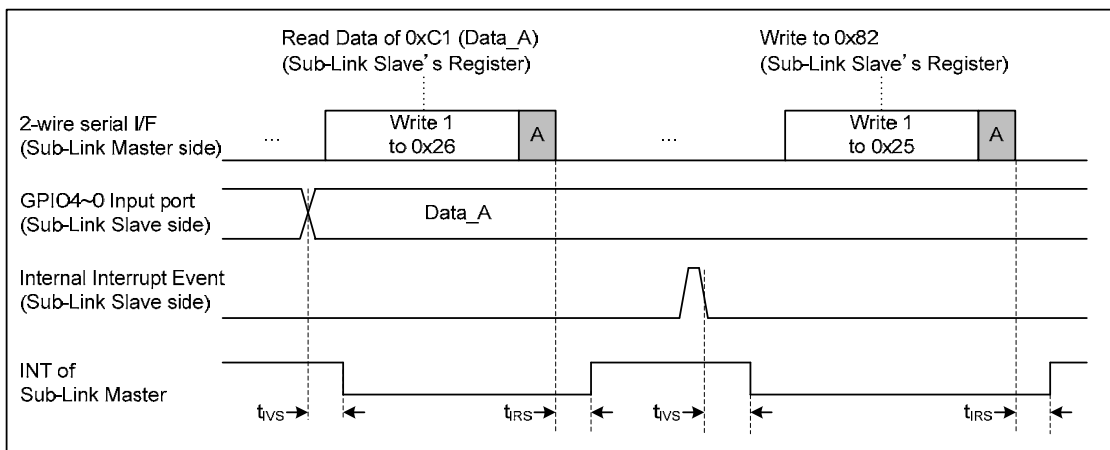 Read Data of 0xC1 (Data_A)
(Sub-Link Slave's Register)
Write to 0x82
(Sub-Link Slave's Register)
2-wire serial I/F
(Sub-Link Master side)
...
Write 1
to 0x26
A
...
Write 1
to 0x25
A
GPIO4~0 Input port
(Sub-Link Slave side)
Data_A
Internal Interrupt Event
(Sub-Link Slave side)
INT of
Sub-Link Master
tIVS
tIRS
tIVS
tIRS